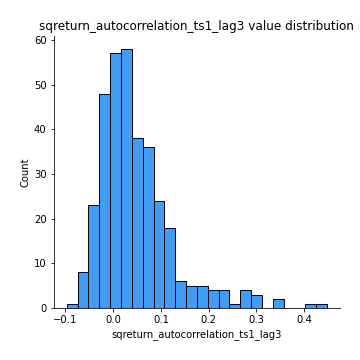 sqreturn_autocorrelation_ts1_lag3 value distribution
60
50
40
30
20
10
0
Count
−0.1 0.0 0.1 0.2 0.3 0.4
sqreturn_autocorrelation_ts1_lag3